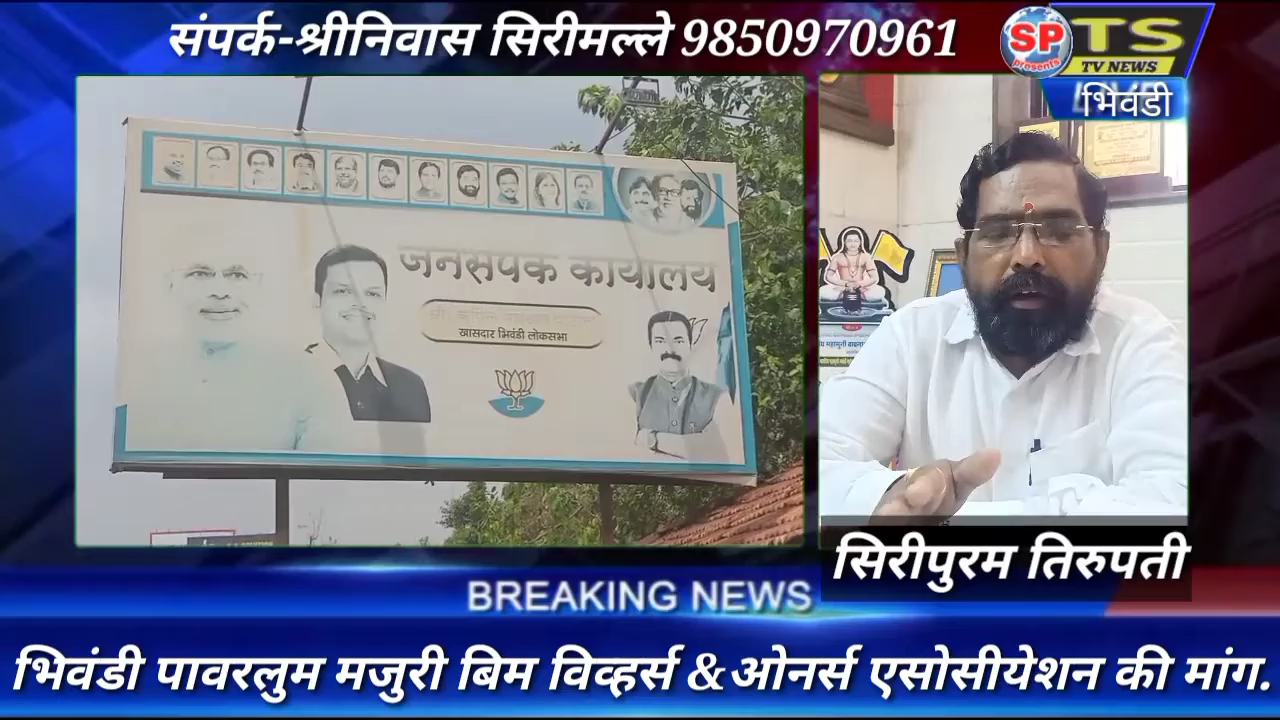 संपर्क-श्रीनिवास सिरीमल्ले 9850970961
SP
presents
TS
TV NEWS
भिवंडी
जनसंपर्क कार्यालय
खासदार भिवंडी लोकसभा
सिरीपुरम तिरुपती
BREAKING NEWS
भिवंडी पावरलुम मजुरी बिम विव्हर्स & ओनर्स एसोसीयेशन की मांग.